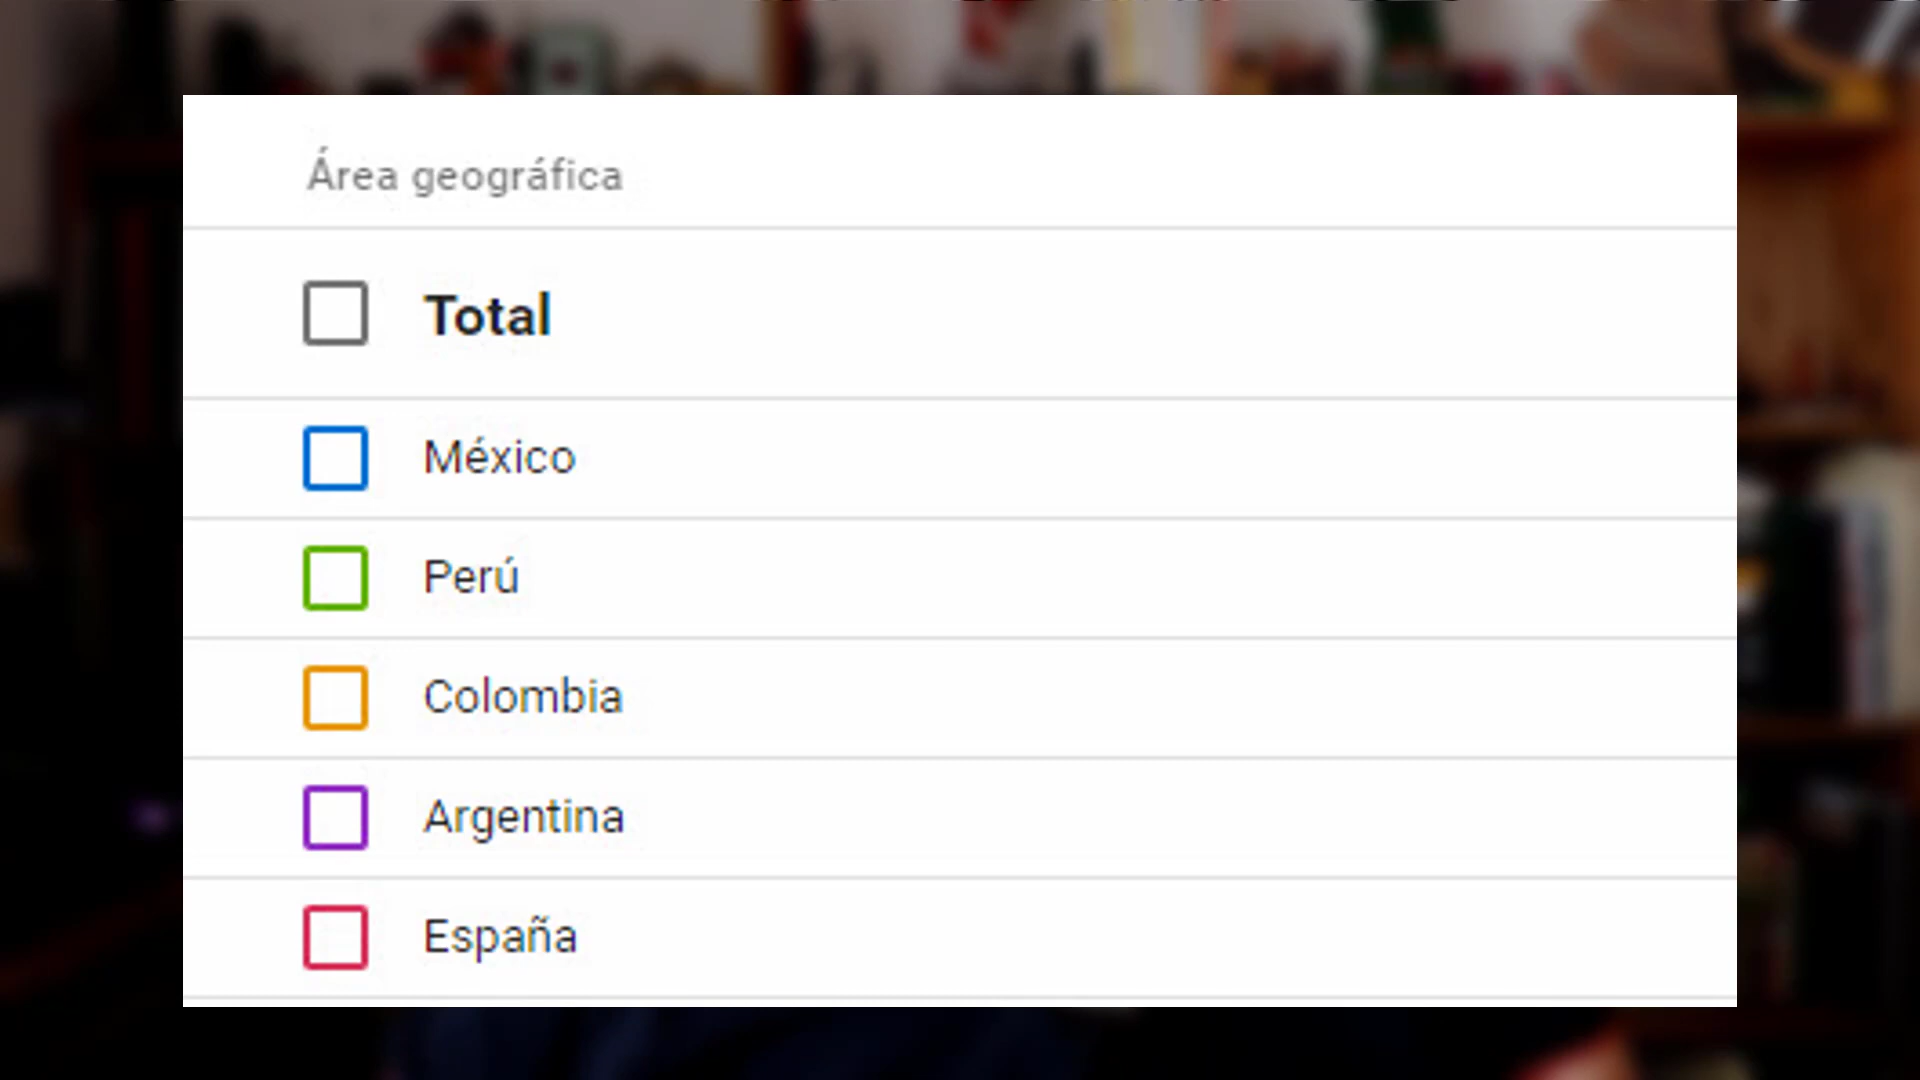 Área geográfica
Total
México
Perú
Colombia
Argentina
España